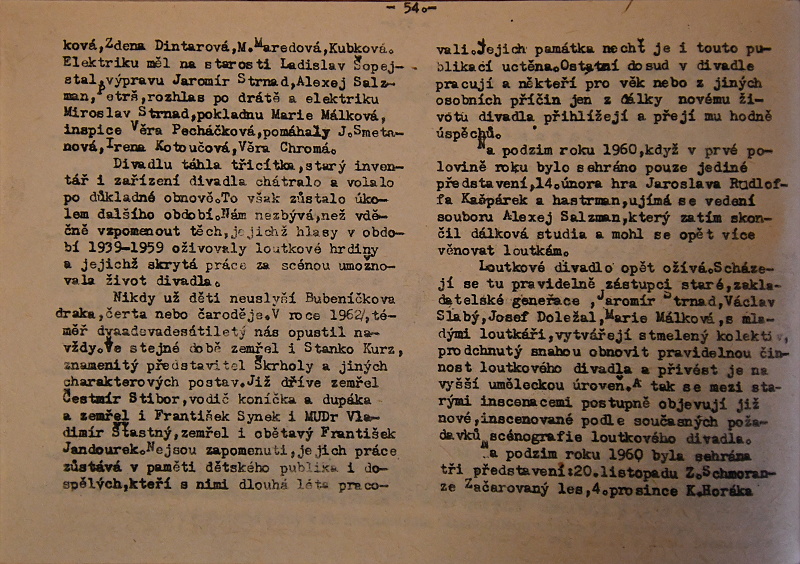 - 54.-
ková,Zdena Dintarová,M.Maredová,Kubková.
Elektriku měl na starosti Ladislav Šopej-
stal,výpravu Jaromír Strnad,Alexej Salz-
man,Petrš,rozhlas po drátě a elektriku
Miroslav Strnad,pokladnu Marie Málková,
inspice Věra Pecháčková,pomáhaly J.Smeta-
nová,Irena Kotoučová,Věra Chromá.
Divadlu táhla třicítka,starý inven-
tář i zařízení divadla chátralo a volalo
po důkladné obnově.To však zůstalo úko-
lem dalšího období.Nám nezbývá,než vdě-
čně vzpomenout těch,jejichž hlasy v obdo-
bí 1939-1959 oživovaly loutkové hrdiny
a jejichž skrytá práce za scénou umožno-
vala život divadla.
Nikdy už děti neuslyší Bubeníčkova
draka,čerta nebo čaroděje.V roce 1962,té-
měř dvaadevadesátiletý nás opustil na-
vždy.Ve stejné době zemřel i Stanko Kurz,
znamenitý představitel Škrholy a jiných
charakterových postav.Již dříve zemřel
Čestmír Stibor,vodič koníčka a dupáka
a zemřel i František Synek i MUDr Vla-
dimír Šťastný,zemřel i obětavý František
Jandourek.Nejsou zapomenuti,jejich práce
zůstává v paměti dětského publika i do-
spělých,kteří s nimi dlouhá léta praco-
vali.Jejich památka nechť je i touto pu-
blikací uctěna.Ostatní dosud v divadle
pracují a někteří pro věk nebo z jiných
osobních příčin jen z dálky novému ži-
votu divadla přihlížejí a přejí mu hodně
úspěchů.
Na podzim roku 1960,když v prvé po-
lovině roku bylo sehráno pouze jediné
představení,14.února hra Jaroslava Rudlof-
fa Kašpárek a hastrman,ujímá se vedení
souboru Alexej Salzman,který zatím skon-
čil dálková studia a mohl se opět více
věnovat loutkám.
Loutkové divadlo opět ožívá.Scháze-
jí se tu pravidelně zástupci staré,zakla-
datelské generace ,Jaromír Strnad,Václav
Slabý,Josef Doležal,Marie Málková,s mla-
dými loutkáři,vytvářejí stmelený kolektiv,
prodchnutý snahou obnovit pravidelnou čin-
nost loutkového divadla a přivést je na
vyšší uměleckou úroveň.A tak se mezi sta-
rými inscenacemi postupně objevují již
nové,inscenované podle současných poža-
davků scénografie loutkového divadla.
Na podzim roku 1960 byla sehrána
tři představení:20.listopadu Z.Schmoran-
ze Začarovaný les,4.prosince K.Horáka